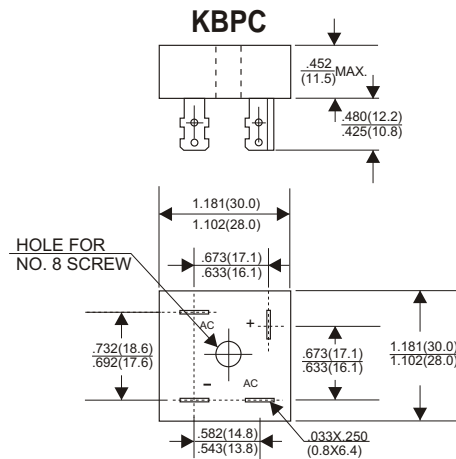 KBPC
.452
(11.5)
MAX.
.480(12.2)
.425(10.8)
1.181(30.0)
1.102(28.0)
HOLE FOR
NO. 8 SCREW
.673(17.1)
.633(16.1)
AC
+
.732(18.6)
.692(17.6)
.673(17.1)
.633(16.1)
1.181(30.0)
1.102(28.0)
-
AC
.582(14.8)
.543(13.8)
.033X.250
(0.8X6.4)